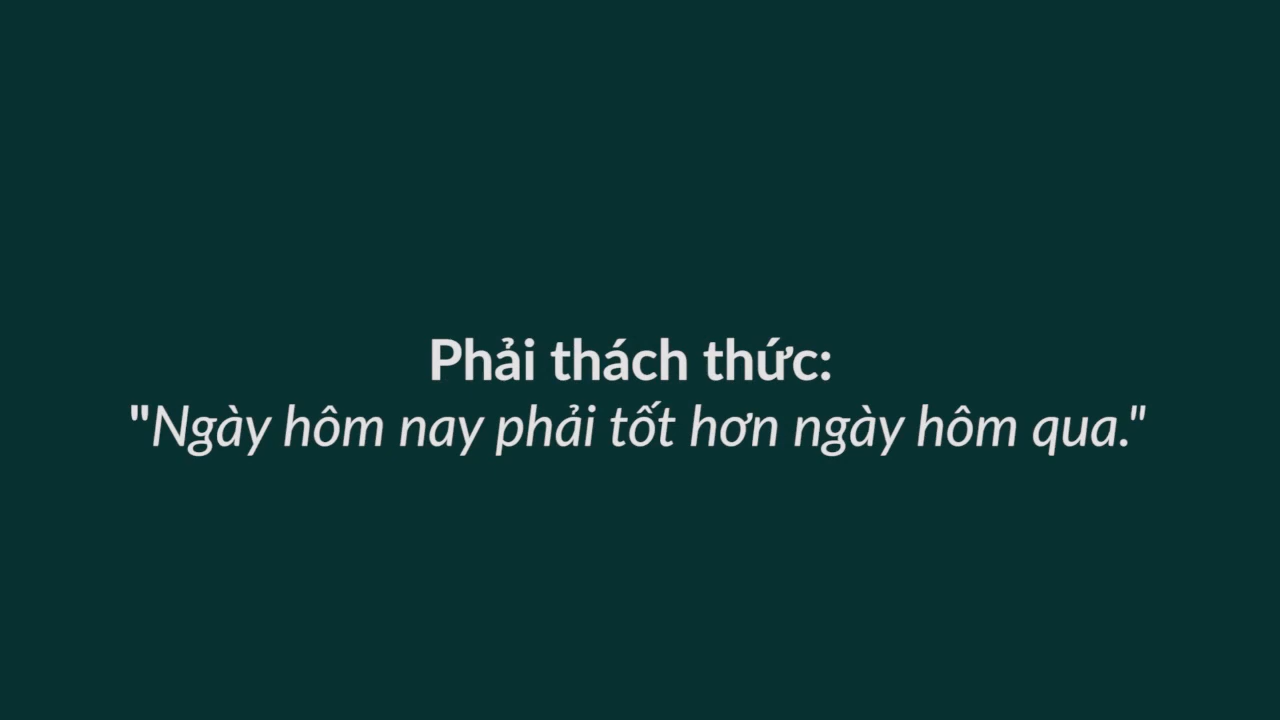 Phải thách thức:
"Ngày hôm nay phải tốt hơn ngày hôm qua."